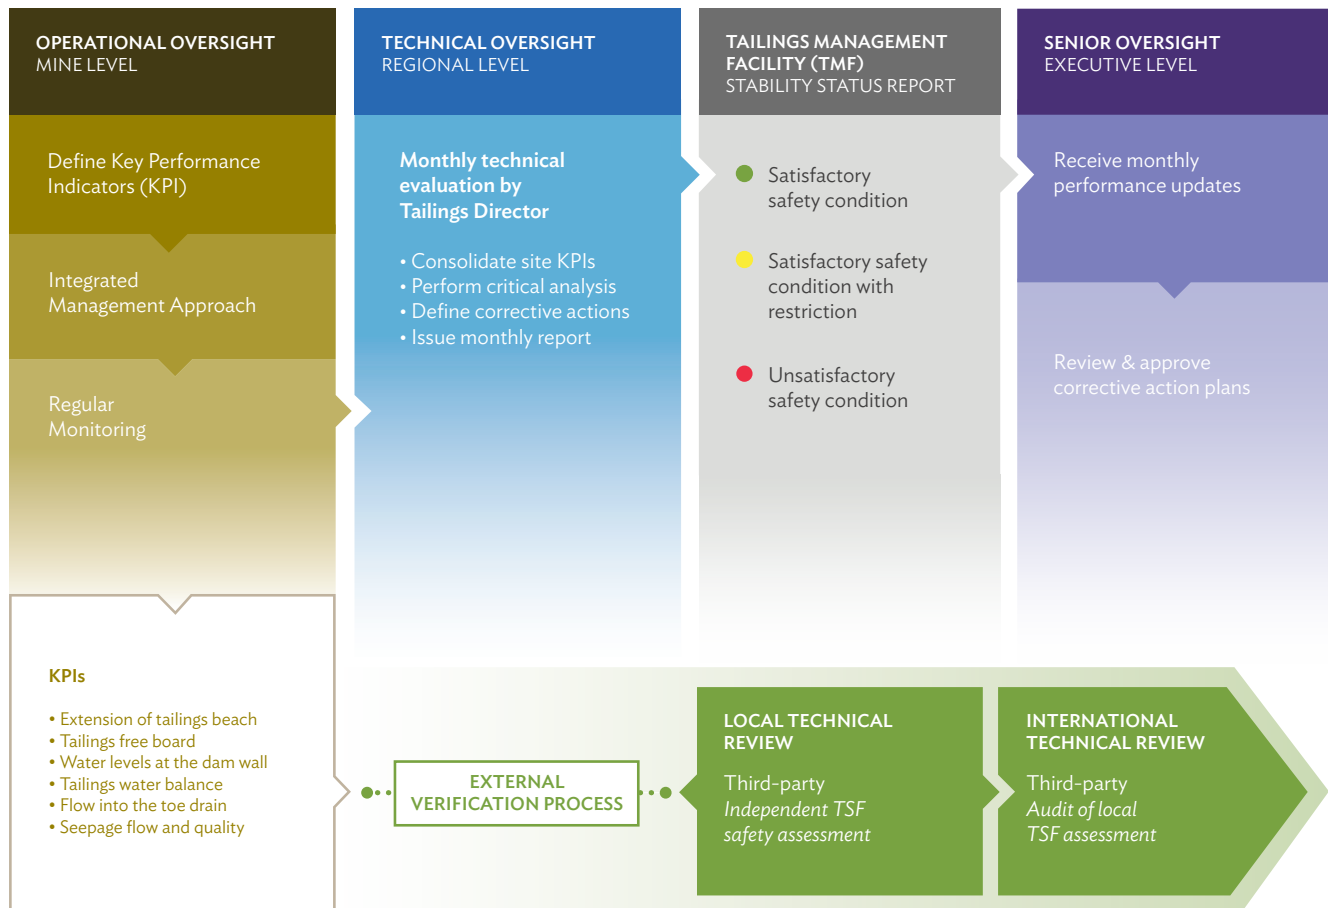 OPERATIONAL OVERSIGHT
MINE LEVEL
Define Key Performance
Indicators (KPI)
Integrated
Management Approach
Regular
Monitoring
KPIs
• Extension of tailings beach
• Tailings free board
• Water levels at the dam wall
• Tailings water balance
• Flow into the toe drain
• Seepage flow and quality
TECHNICAL OVERSIGHT
REGIONAL LEVEL
Monthly technical
evaluation by
Tailings Director
• Consolidate site KPIs
• Perform critical analysis
• Define corrective actions
• Issue monthly report
TAILINGS MANAGEMENT
FACILITY (TMF)
STABILITY STATUS REPORT
Satisfactory
safety condition
Satisfactory safety
condition with
restriction
Unsatisfactory
safety condition
SENIOR OVERSIGHT
EXECUTIVE LEVEL
Receive monthly
performance updates
Review & approve
corrective action plans
EXTERNAL
VERIFICATION PROCESS
LOCAL TECHNICAL
REVIEW
Third-party
Independent TSF
safety assessment
INTERNATIONAL
TECHNICAL REVIEW
Third-party
Audit of local
TSF assessment